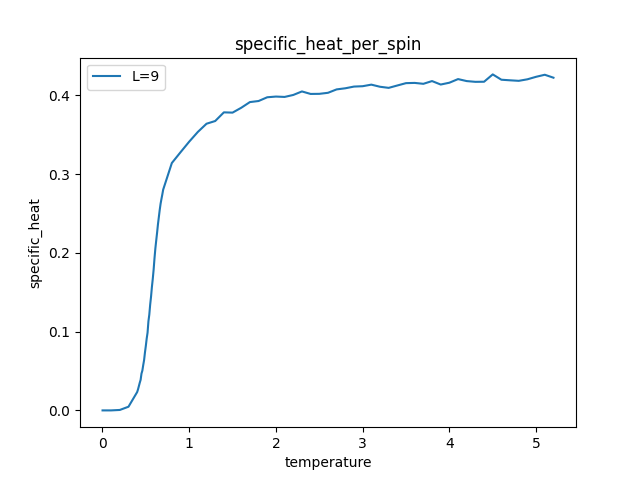 specific_heat_per_spin
L=9
specific_heat
0.4
0.3
0.2
0.1
0.0
0 1 2 3 4 5
temperature